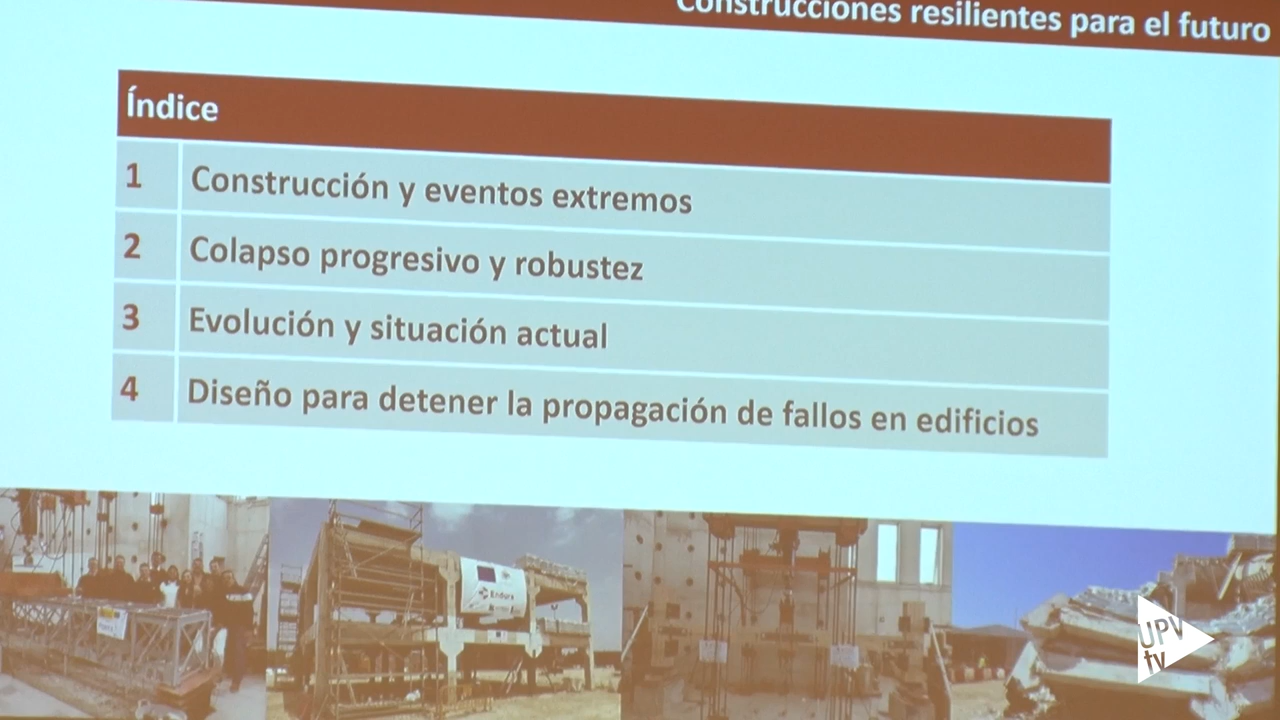 Construcciones resilientes para el futuro
Índice
1 Construcción y eventos extremos
2 Colapso progresivo y robustez
3 Evolución y situación actual
4 Diseño para detener la propagación de fallos en edificios
Endure
UPV
tv